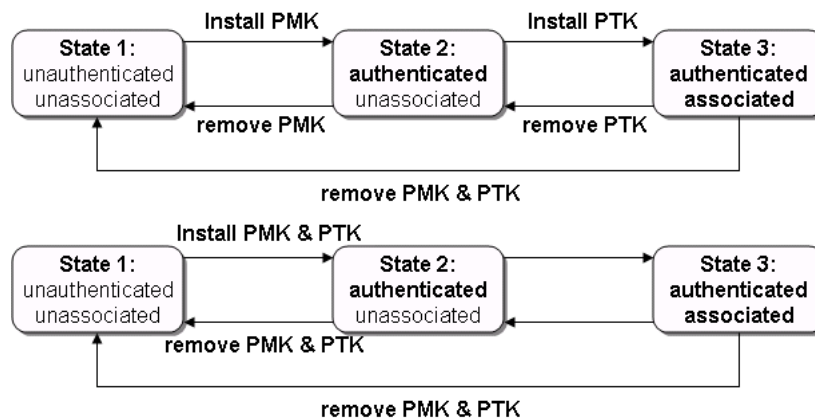 Install PMK
Install PTK
State 1:
unauthenticated
unassociated
State 2:
authenticated
unassociated
State 3:
authenticated
associated
remove PMK
remove PTK
remove PMK & PTK
Install PMK & PTK
State 1:
unauthenticated
unassociated
State 2:
authenticated
unassociated
State 3:
authenticated
associated
remove PMK & PTK
remove PMK & PTK